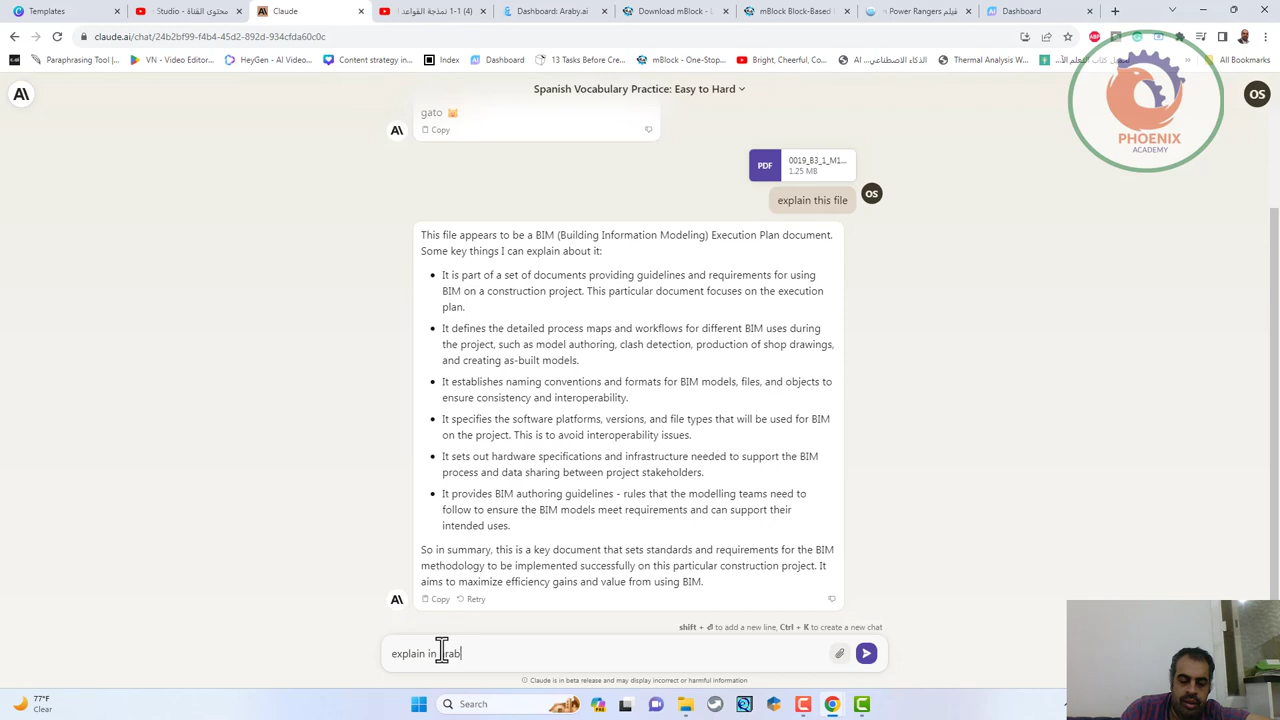 Templates
محتوى القناة - Studio
Claude
1-1 نمذجة القواعد
Dashboard: Araby.ai
Download mBlock -
mBlock Block-Based
فيلم Power Rangers
Dashboard
claude.ai/chat/24b2bf99-f4b4-45d2-892d-934cfda60c0c
Paraphrasing Tool |
VN - Video Editor
HeyGen - AI Video...
Content strategy in...
Index
Dashboard
13 Tasks Before Cre...
mBlock - One-Stop...
Bright, Cheerful, Co...
الذكاء الاصطناعي... AI
Thermal Analysis W...
All Bookmarks
A\
Spanish Vocabulary Practice: Easy to Hard
OS
PHOENIX
ACADEMY
gato
Copy
PDF
0019_B3_1_M1...
1.25 MB
explain this file
OS
This file appears to be a BIM (Building Information Modeling) Execution Plan document.
Some key things I can explain about it:
It is part of a set of documents providing guidelines and requirements for using
BIM on a construction project. This particular document focuses on the execution
plan.
It defines the detailed process maps and workflows for different BIM uses during
the project, such as model authoring, clash detection, production of shop drawings,
and creating as-built models.
It establishes naming conventions and formats for BIM models, files, and objects to
ensure consistency and interoperability.
It specifies the software platforms, versions, and file types that will be used for BIM
on the project. This is to avoid interoperability issues.
It sets out hardware specifications and infrastructure needed to support the BIM
process and data sharing between project stakeholders.
It provides BIM authoring guidelines - rules that the modelling teams need to
follow to ensure the BIM models meet requirements and can support their
intended uses.
So in summary, this is a key document that sets standards and requirements for the BIM
methodology to be implemented successfully on this particular construction project. It
aims to maximize efficiency gains and value from using BIM.
Copy
Retry
shift + ⏎ to add a new line, Ctrl + K to create a new chat
explain in arab
Claude is in beta release and may display incorrect or harmful information
77°F
Clear
Search